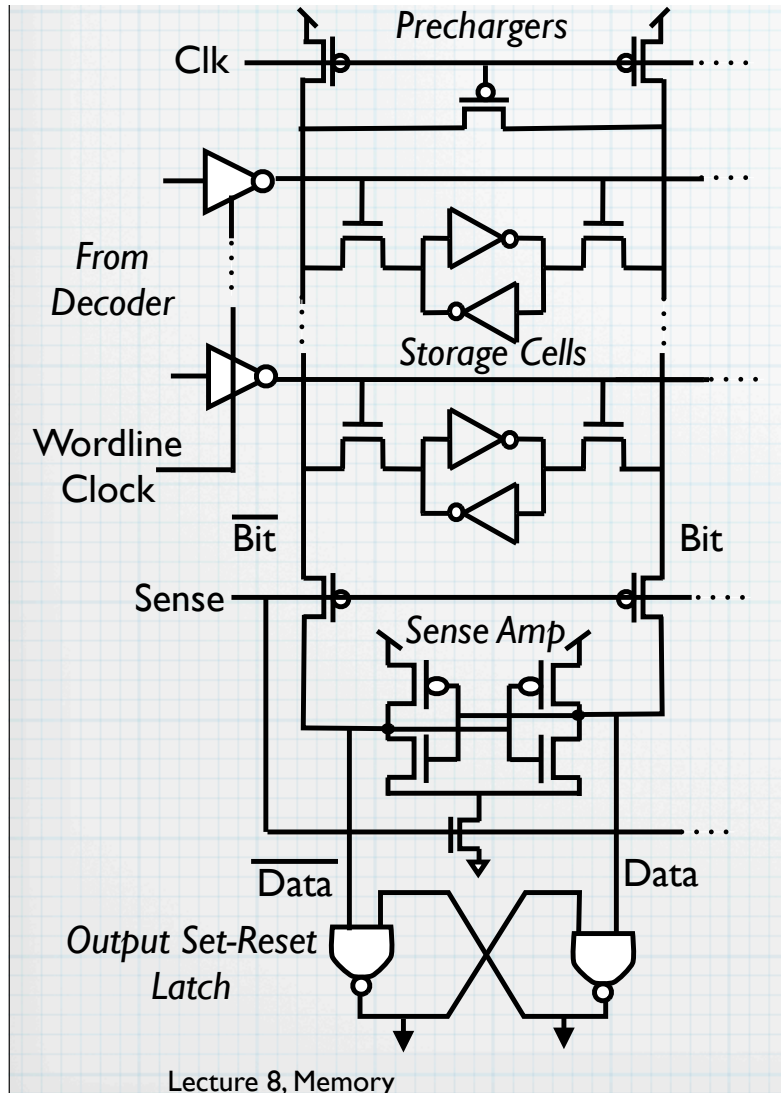 Prechargers
Clk
From
Decoder
Storage Cells
Wordline
Clock
Bit
Bit
Sense
Sense Amp
Data
Data
Output Set-Reset
Latch
Lecture 8, Memory